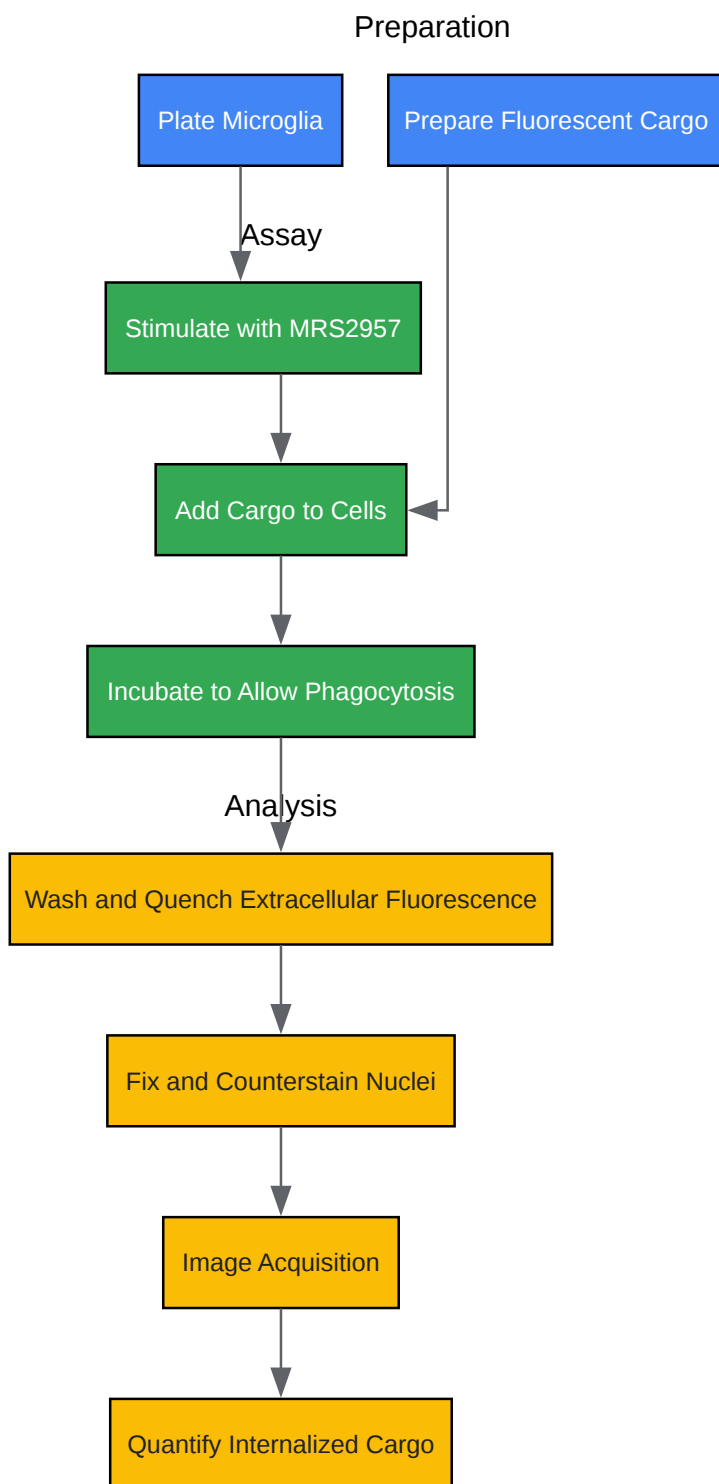 Preparation
Plate Microglia
Prepare Fluorescent Cargo
Assay
Stimulate with MRS2957
Add Cargo to Cells
Incubate to Allow Phagocytosis
Analysis
Wash and Quench Extracellular Fluorescence
Fix and Counterstain Nuclei
Image Acquisition
Quantify Internalized Cargo